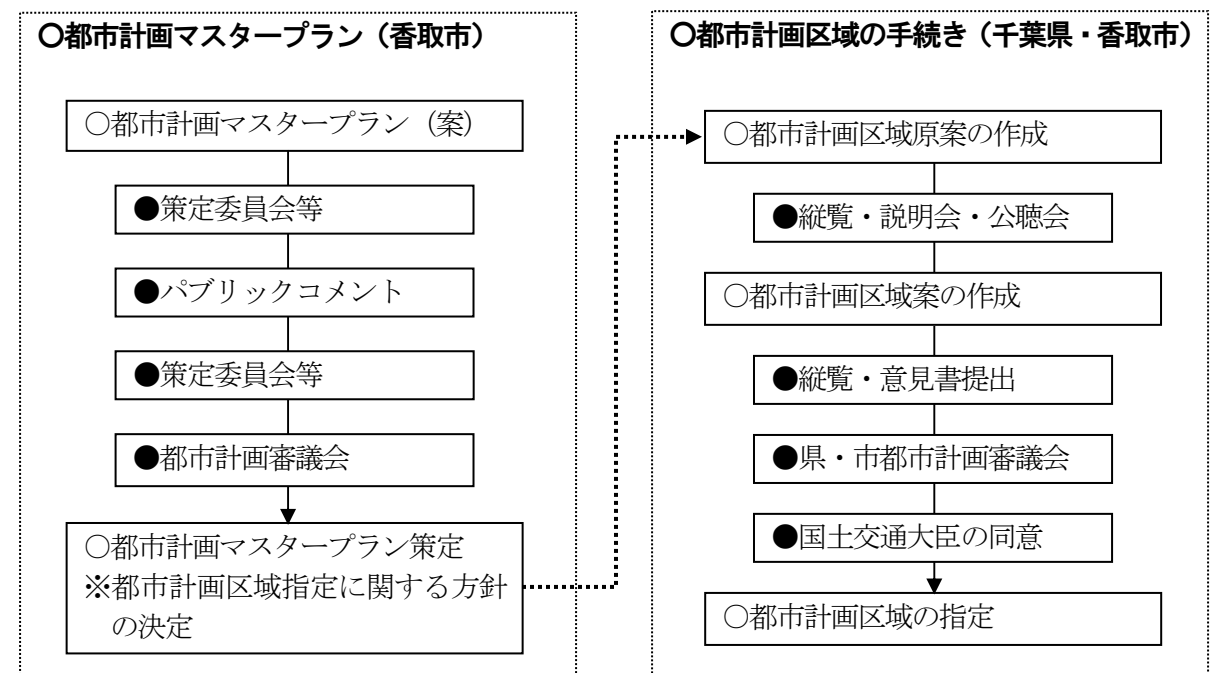 ○都市計画マスタープラン（香取市）
○都市計画マスタープラン（案）
●策定委員会等
●パブリックコメント
●策定委員会等
●都市計画審議会
○都市計画マスタープラン策定
※都市計画区域指定に関する方針
の決定
○都市計画区域の手続き（千葉県・香取市）
○都市計画区域原案の作成
●縦覧・説明会・公聴会
○都市計画区域案の作成
●縦覧・意見書提出
●県・市都市計画審議会
●国土交通大臣の同意
○都市計画区域の指定